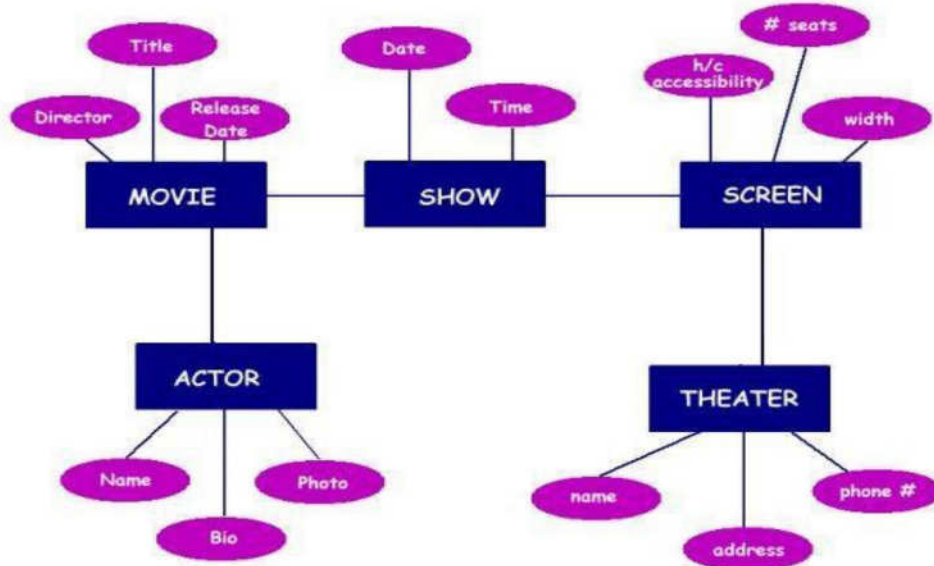 Title
Date
# seats
h/c
accessibility
Director
Release
Date
Time
width
MOVIE
SHOW
SCREEN
ACTOR
THEATER
Name
Photo
name
phone #
Bio
address